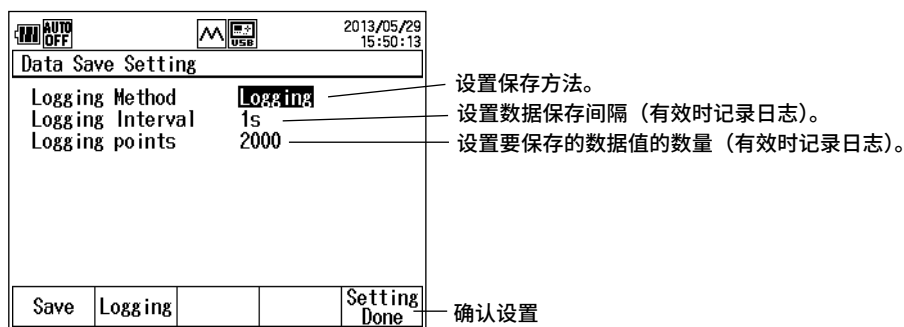 AUTO OFF
USB
2013/05/29
15:50:13
Data Save Setting
Logging Method Logging
设置保存方法。
Logging Interval 1s
设置数据保存间隔（有效时记录日志）。
Logging points 2000
设置要保存的数据值的数量（有效时记录日志）。
Save Logging Setting Done
确认设置